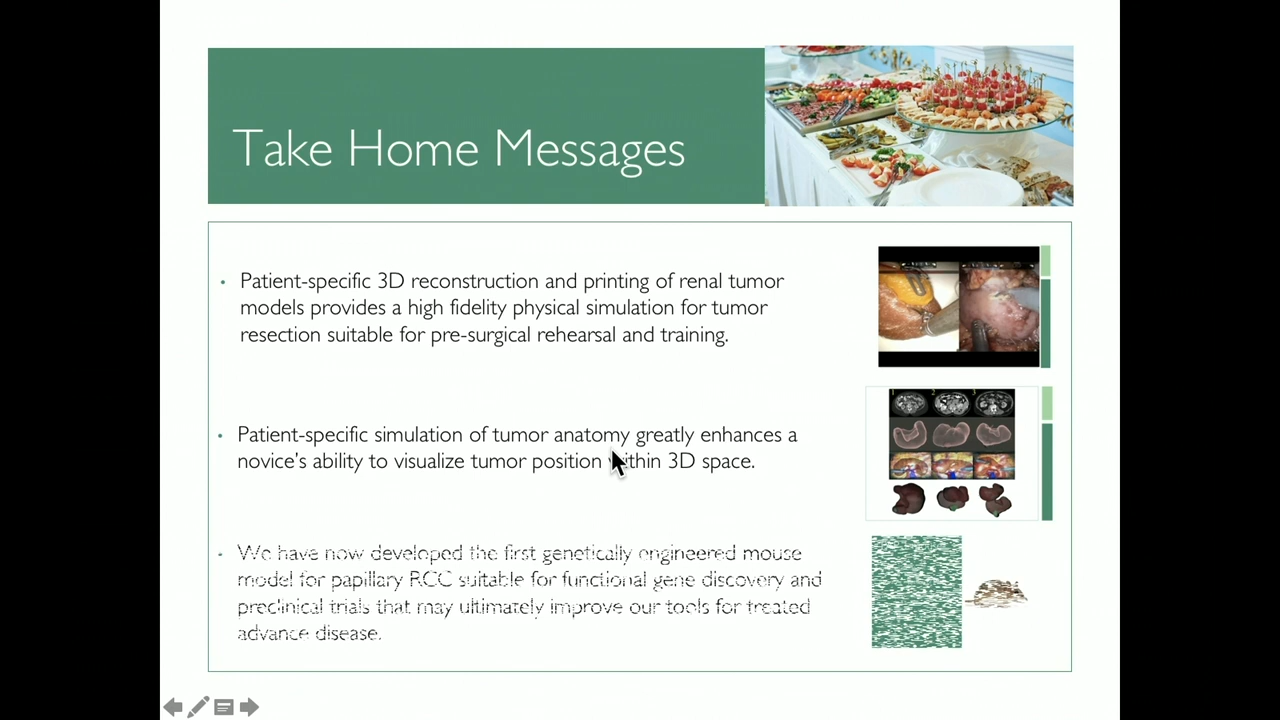 Take Home Messages
• Patient-specific 3D reconstruction and printing of renal tumor
models provides a high fidelity physical simulation for tumor
resection suitable for pre-surgical rehearsal and training.
• Patient-specific simulation of tumor anatomy greatly enhances a
novice's ability to visualize tumor position within 3D space.
• We have now developed the first genetically engineered mouse
model for papillary RCC suitable for functional gene discovery and
preclinical trials that may ultimately improve our tools for treated
advance disease.